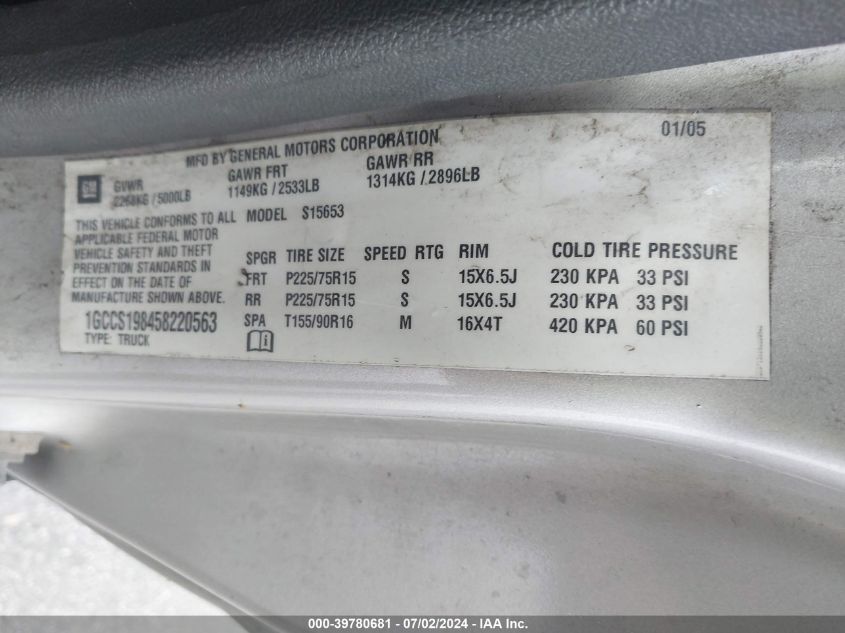 MFD BY GENERAL MOTORS CORPORATION 01/05
GM GVWR GAWR FRT GAWR RR
2268KG / 5000LB 1149KG / 2533LB 1314KG / 2896LB
THIS VEHICLE CONFORMS TO ALL MODEL S15653
APPLICABLE FEDERAL MOTOR
VEHICLE SAFETY AND THEFT
PREVENTION STANDARDS IN
EFFECT ON THE DATE OF
MANUFACTURE SHOWN ABOVE.
1GCCS198458220563
TYPE: TRUCK
SPGR TIRE SIZE SPEED RTG RIM COLD TIRE PRESSURE
FRT P225/75R15 S 15X6.5J 230 KPA 33 PSI
RR P225/75R15 S 15X6.5J 230 KPA 33 PSI
SPA T155/90R16 M 16X4T 420 KPA 60 PSI
000-39780681 - 07/02/2024 - IAA Inc.